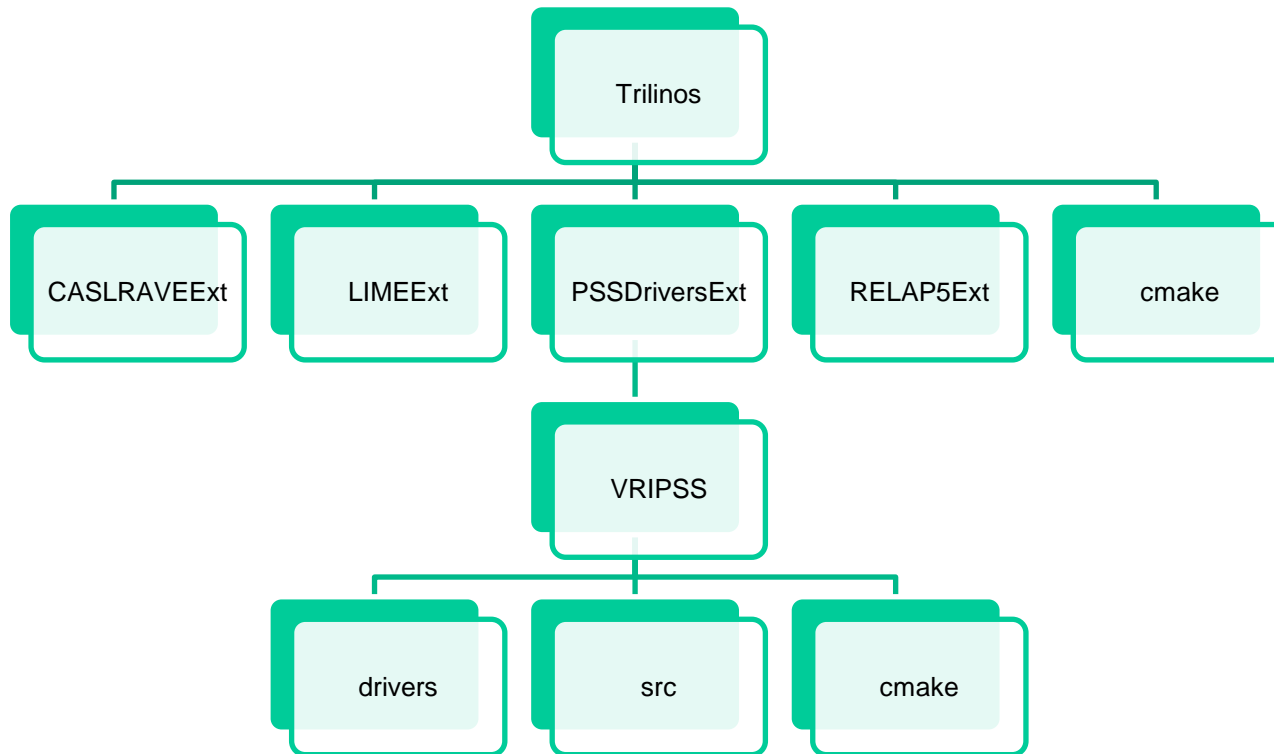 Trilinos
CASLRAVEExt
LIMEExt
PSSDriversExt
RELAP5Ext
cmake
VRIPSS
drivers
src
cmake